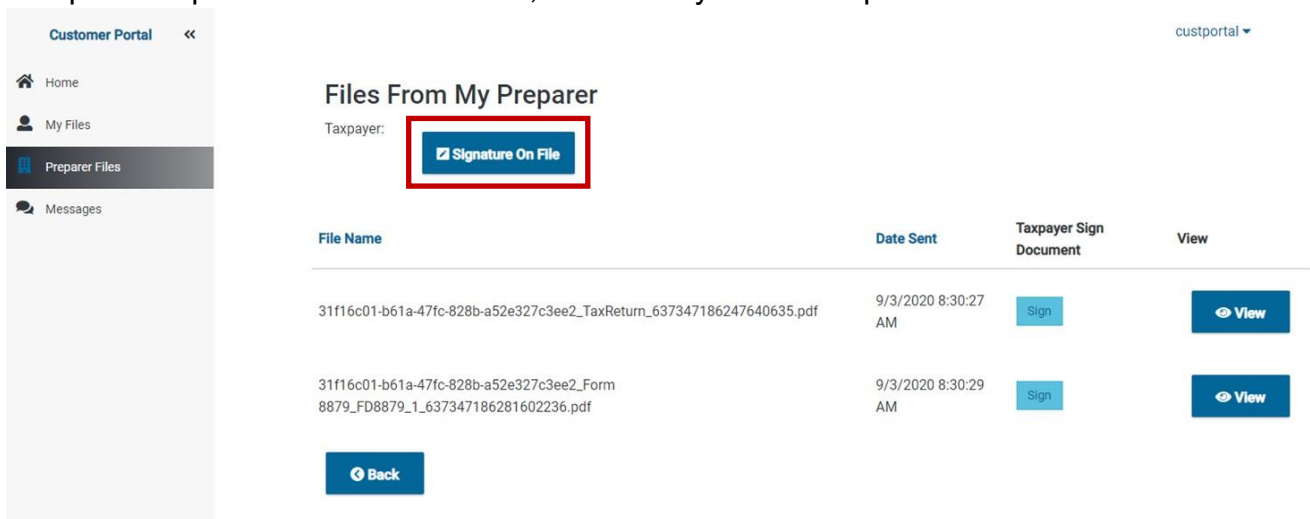 Customer Portal
custportal
Home
My Files
Preparer Files
Messages
Files From My Preparer
Taxpayer:
Signature On File
File Name
Date Sent
Taxpayer Sign
Document
View
31f16c01-b61a-47fc-828b-a52e327c3ee2_TaxReturn_637347186247640635.pdf
9/3/2020 8:30:27
AM
Sign
View
31f16c01-b61a-47fc-828b-a52e327c3ee2_Form
8879_FD8879_1_637347186281602236.pdf
9/3/2020 8:30:29
AM
Sign
View
Back